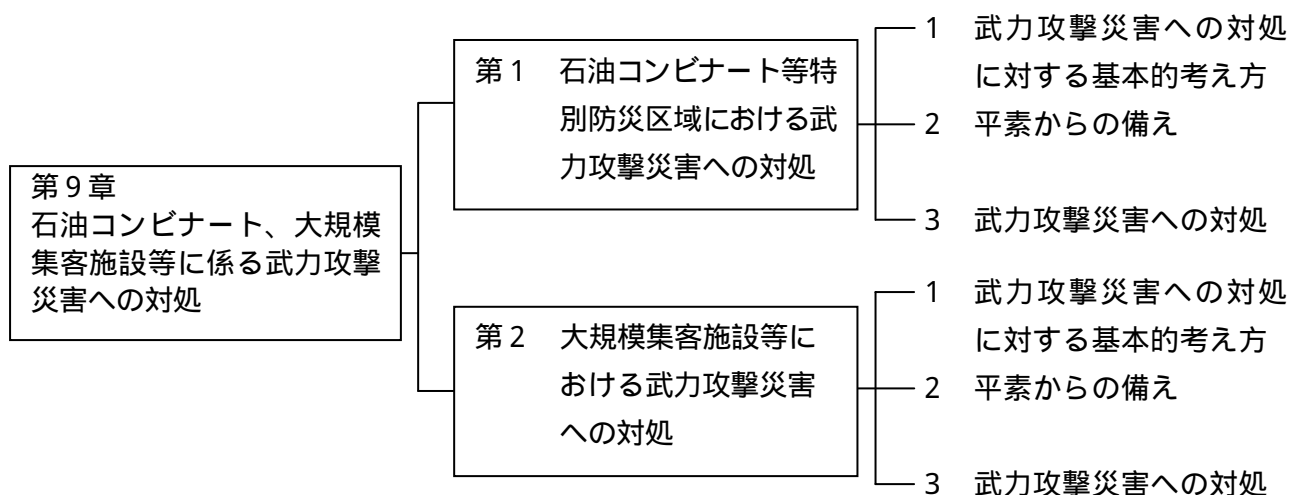 第9章
石油コンビナート、大規模
集客施設等に係る武力攻撃
災害への対処
第1 石油コンビナート等特
別防災区域における武
力攻撃災害への対処
1 武力攻撃災害への対処
に対する基本的考え方
2 平素からの備え
3 武力攻撃災害への対処
第2 大規模集客施設等に
おける武力攻撃災害
への対処
1 武力攻撃災害への対処
に対する基本的考え方
2 平素からの備え
3 武力攻撃災害への対処